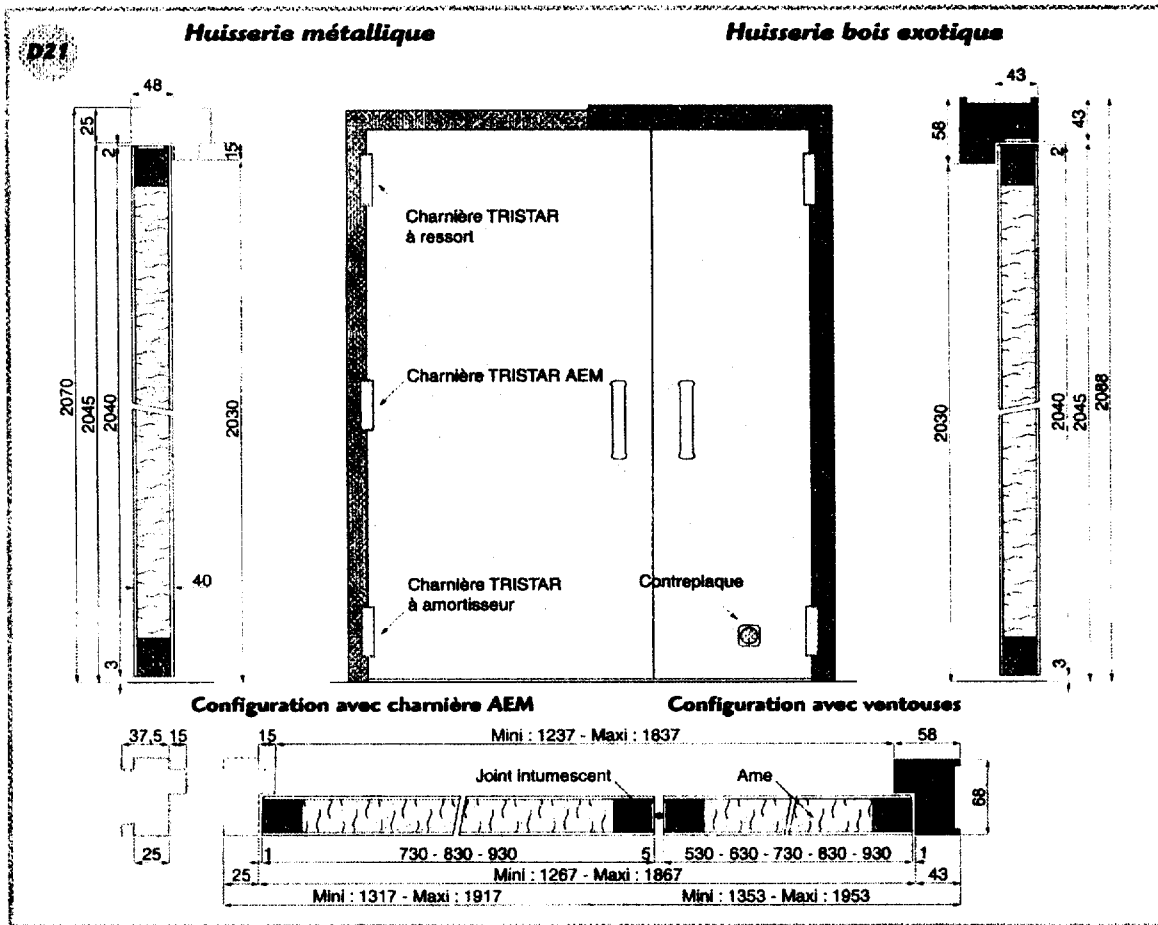 D21
Huisserie métallique
Huisserie bois exotique
48
25
2
15
2070
2045
2040
2030
40
3
Charnière TRISTAR
à ressort
Charnière TRISTAR AEM
Charnière TRISTAR
à amortisseur
Contreplaque
43
58
43
2
2030
2040
2045
2088
3
Configuration avec charnière AEM
Configuration avec ventouses
37,5
15
15
Mini : 1237 - Maxi : 1837
58
Joint intumescent
Ame
68
25
1
730 - 830 - 930
5
530 - 630 - 730 - 830 - 930
1
25
Mini : 1267 - Maxi : 1867
43
Mini : 1317 - Maxi : 1917
Mini : 1353 - Maxi : 1953